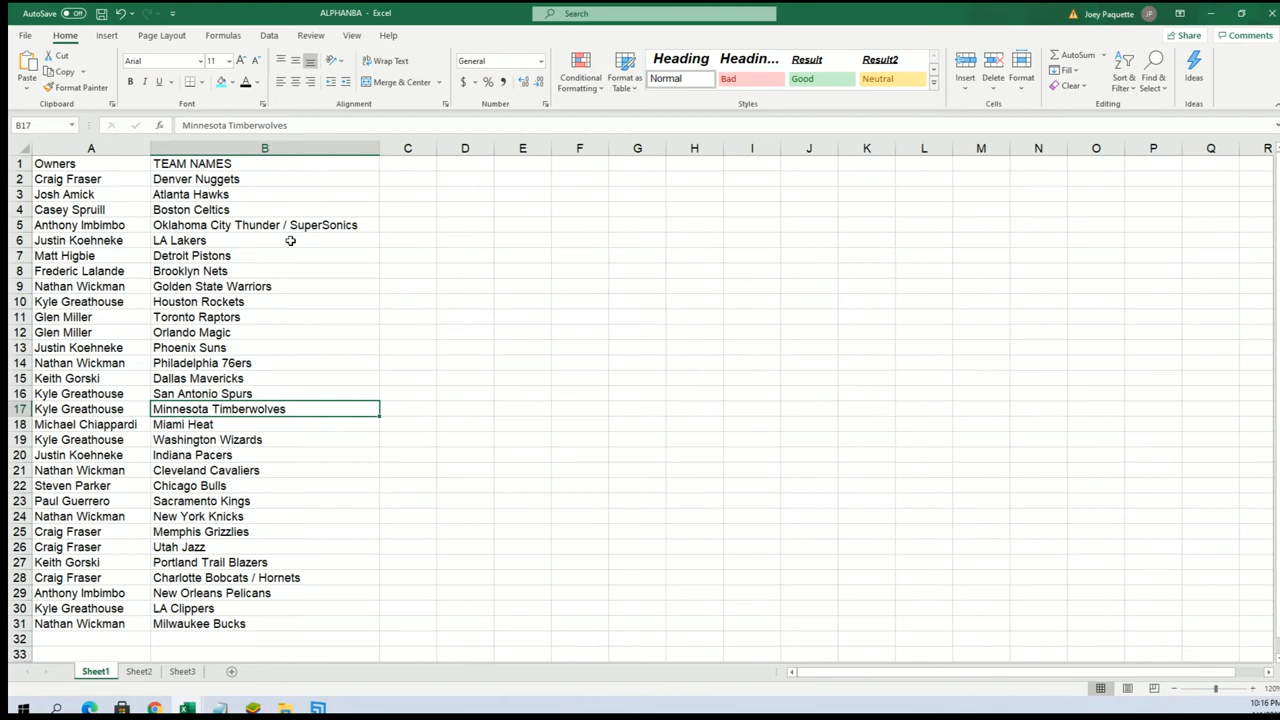 AutoSave Off ALPHANBA - Excel Search Joey Paquette JP
File Home Insert Page Layout Formulas Data Review View Help Share Comments
Paste Cut Copy Format Painter Clipboard
Arial 11 A A B I U A Font
Wrap Text Merge & Center Alignment
General $ % Number
Conditional Formatting Format as Table
Heading Headin... Result Result2
Normal Bad Good Neutral
Styles
Insert Delete Format Cells
AutoSum Fill Clear Sort & Filter Find & Select Editing
Ideas Ideas
B17 fx Minnesota Timberwolves
A B C D E F G H I J K L M N O P Q R
1 Owners TEAM NAMES
2 Craig Fraser Denver Nuggets
3 Josh Amick Atlanta Hawks
4 Casey Spruill Boston Celtics
5 Anthony Imbimbo Oklahoma City Thunder / SuperSonics
6 Justin Koehneke LA Lakers
7 Matt Higbie Detroit Pistons
8 Frederic Lalande Brooklyn Nets
9 Nathan Wickman Golden State Warriors
10 Kyle Greathouse Houston Rockets
11 Glen Miller Toronto Raptors
12 Glen Miller Orlando Magic
13 Justin Koehneke Phoenix Suns
14 Nathan Wickman Philadelphia 76ers
15 Keith Gorski Dallas Mavericks
16 Kyle Greathouse San Antonio Spurs
17 Kyle Greathouse Minnesota Timberwolves
18 Michael Chiappardi Miami Heat
19 Kyle Greathouse Washington Wizards
20 Justin Koehneke Indiana Pacers
21 Nathan Wickman Cleveland Cavaliers
22 Steven Parker Chicago Bulls
23 Paul Guerrero Sacramento Kings
24 Nathan Wickman New York Knicks
25 Craig Fraser Memphis Grizzlies
26 Craig Fraser Utah Jazz
27 Keith Gorski Portland Trail Blazers
28 Craig Fraser Charlotte Bobcats / Hornets
29 Anthony Imbimbo New Orleans Pelicans
30 Kyle Greathouse LA Clippers
31 Nathan Wickman Milwaukee Bucks
32
33
Sheet1 Sheet2 Sheet3
120%
10:16 PM